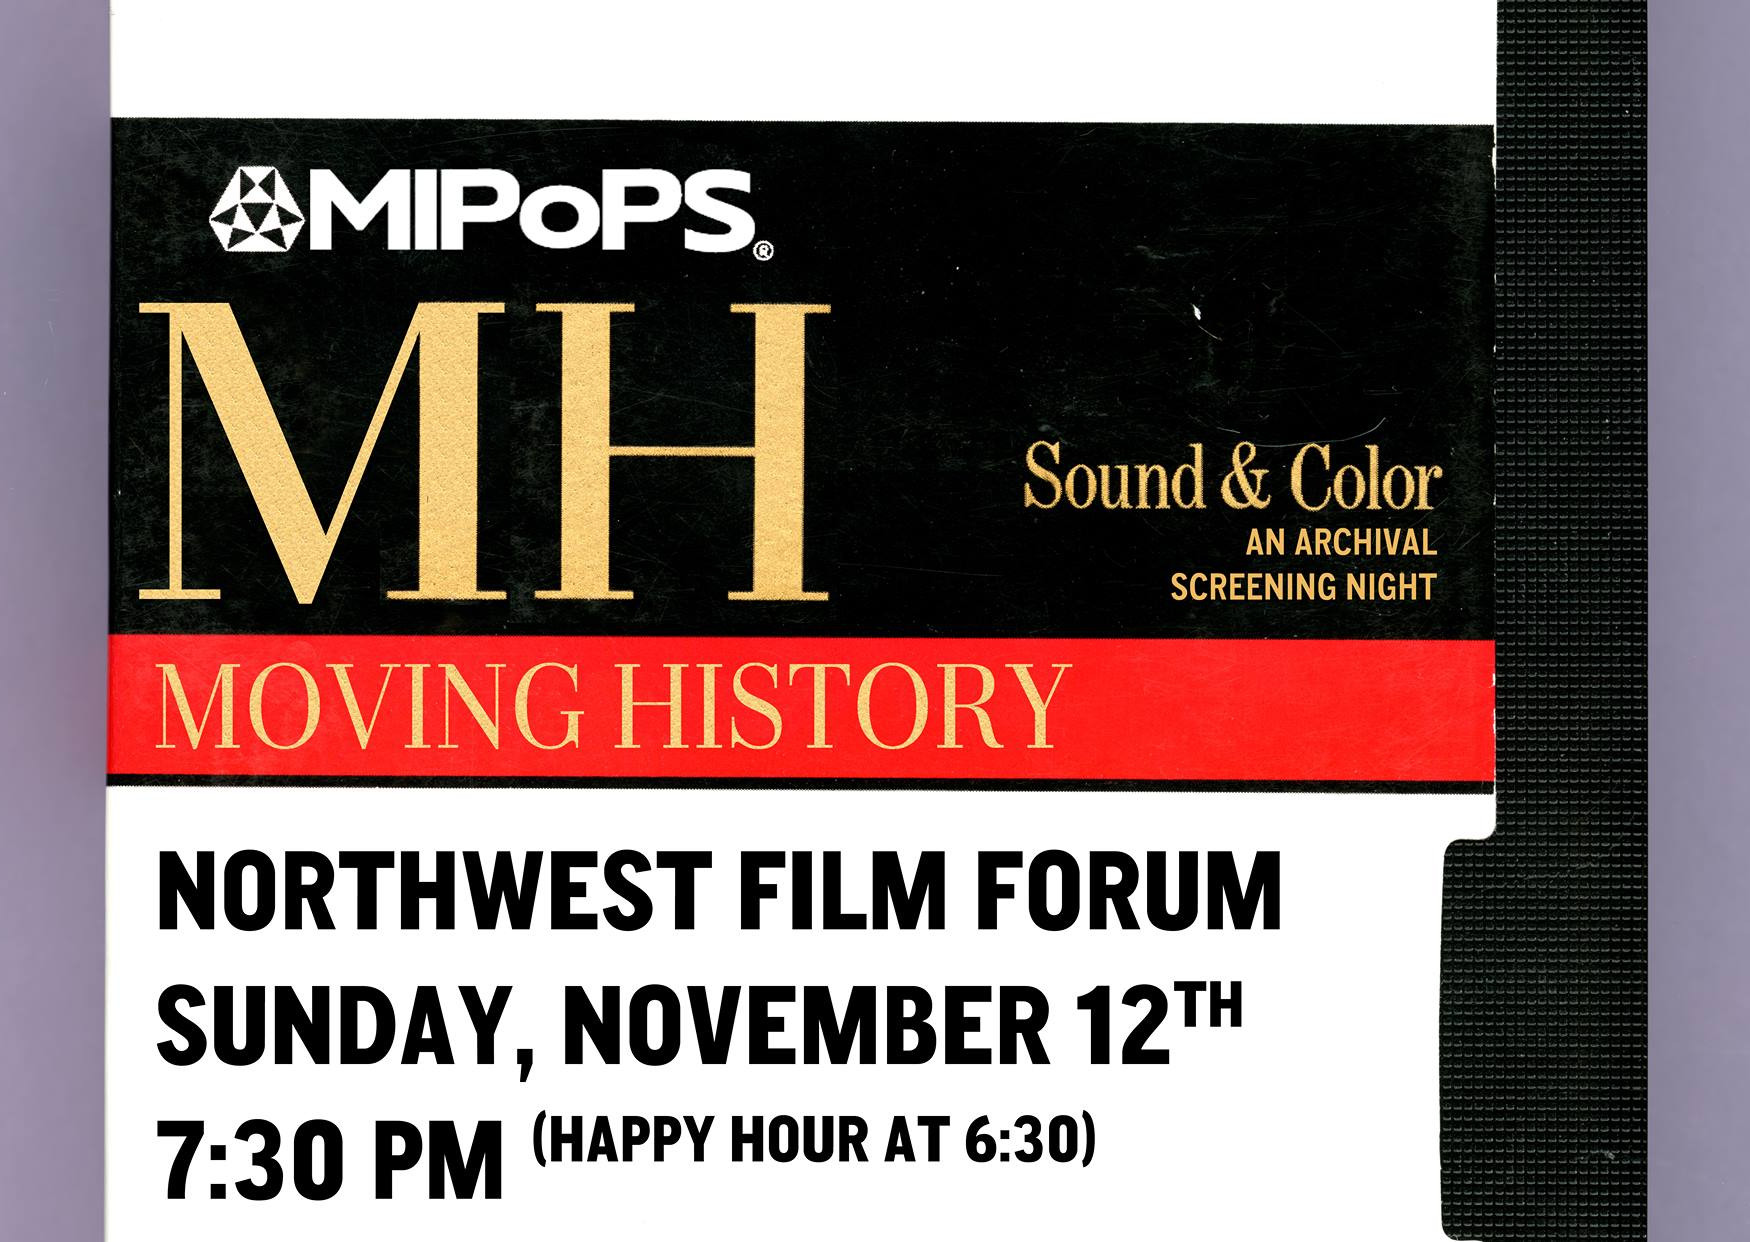 MIPoPS®
MH
Sound & Color
AN ARCHIVAL
SCREENING NIGHT
MOVING HISTORY
NORTHWEST FILM FORUM
SUNDAY, NOVEMBER 12TH
7:30 PM (HAPPY HOUR AT 6:30)